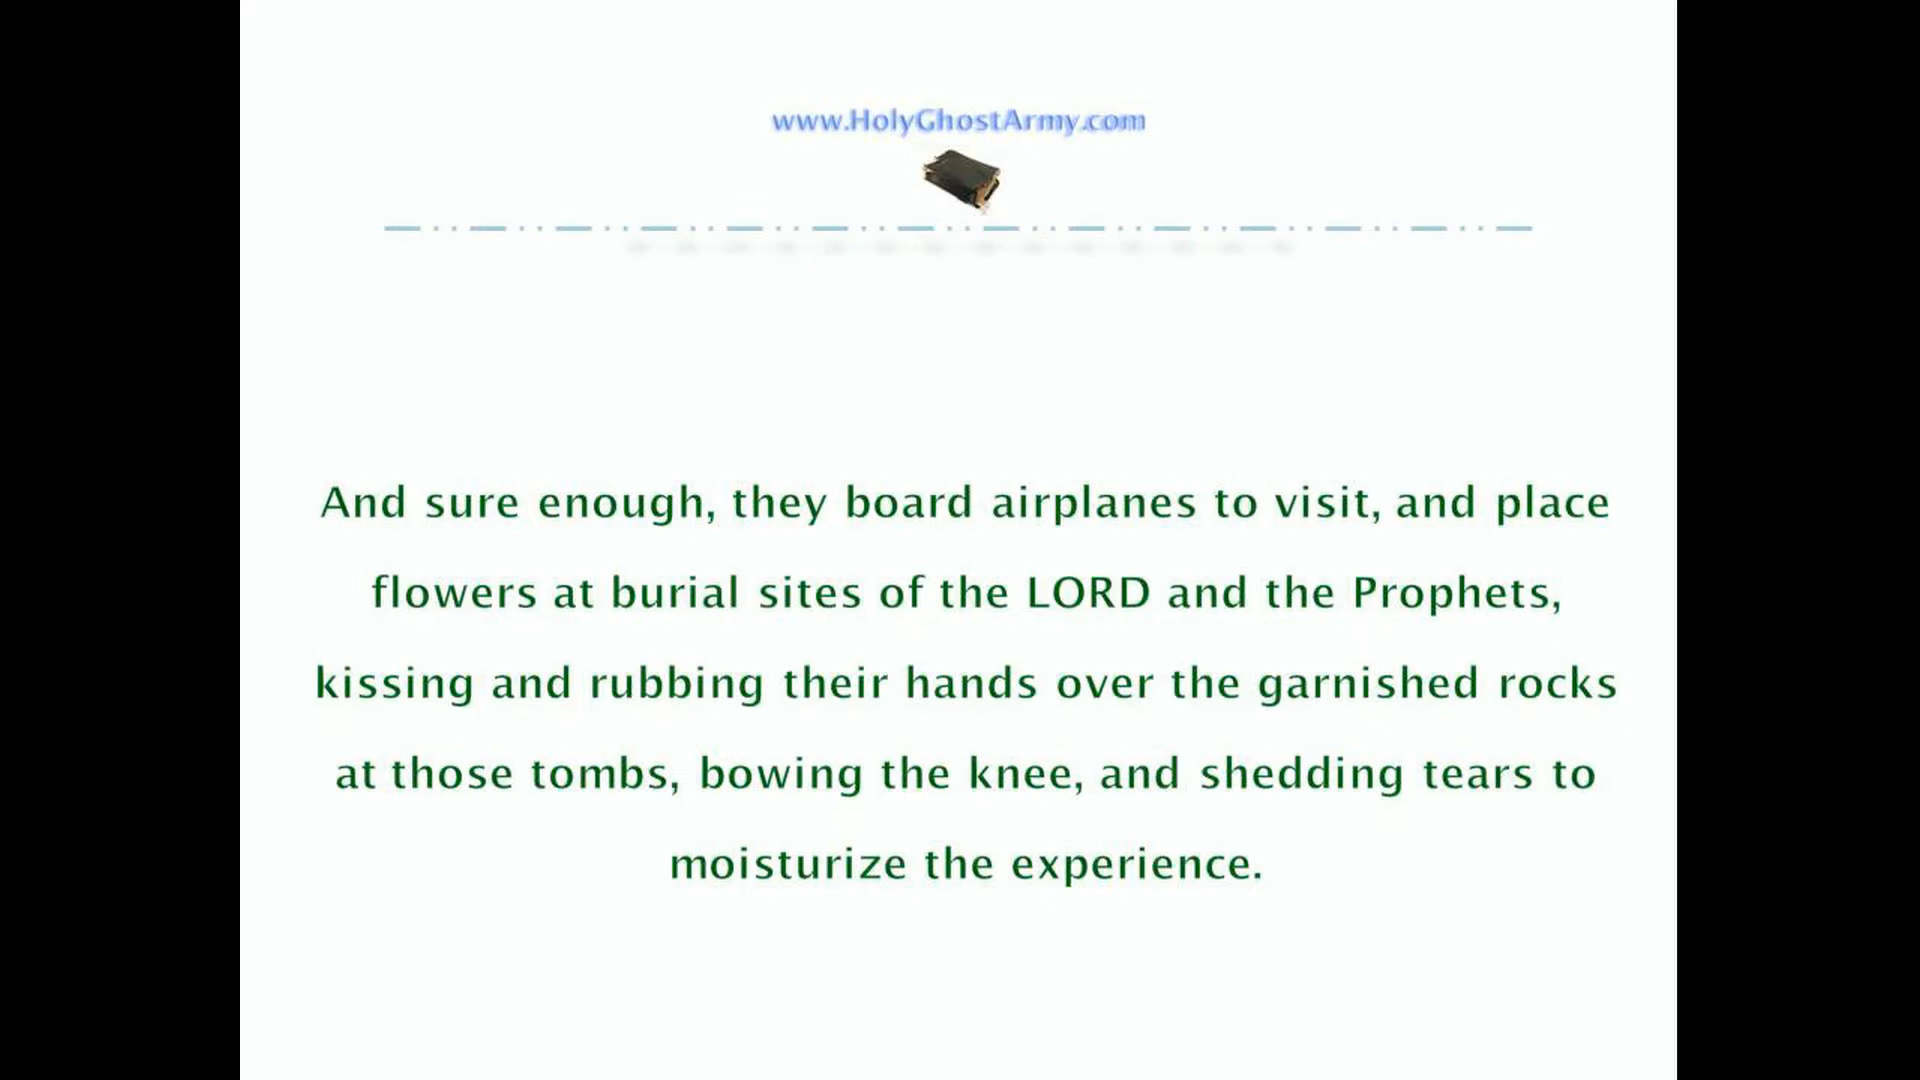 www.HolyGhostArmy.com
And sure enough, they board airplanes to visit, and place
flowers at burial sites of the LORD and the Prophets,
kissing and rubbing their hands over the garnished rocks
at those tombs, bowing the knee, and shedding tears to
moisturize the experience.